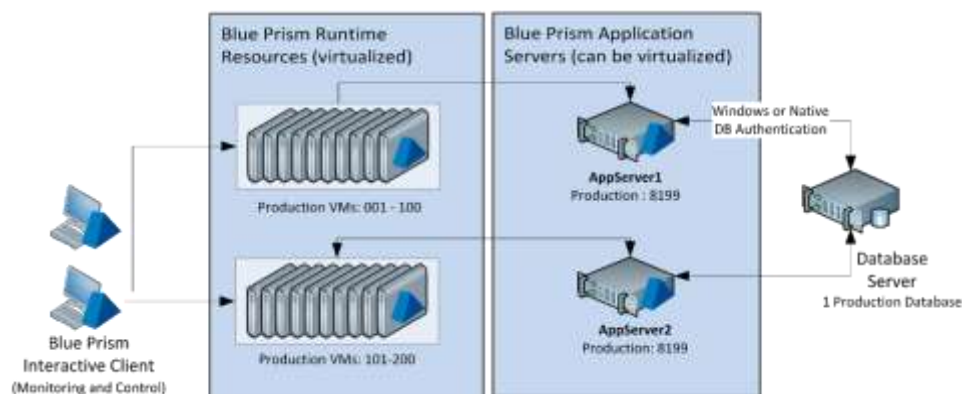 Blue Prism Runtime
Resources (virtualized)
Production VMs: 001 - 100
Production VMs: 101-200
Blue Prism Application
Servers (can be virtualized)
AppServer1
Production : 8199
AppServer2
Production: 8199
Windows or Native
DB Authentication
Database
Server
1 Production Database
Blue Prism
Interactive Client
(Monitoring and Control)